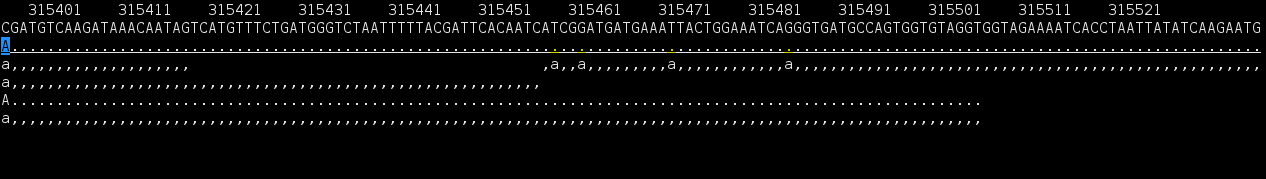 315401    315411    315421    315431    315441    315451    315461    315471    315481    315491    315501    315511    315521
CGATGTCAAGATAAACAATAGTCATGTTTCTGATGGGTCTAATTTTTACGATTCACAATCATCGGATGATGAAATTACTGGAAATCAGGGTGATGCCAGTGGTGTAGGTGGTAGAAAATCACCTAATTATATCAAGAATG
A...........................................................................................................................................
a,,,,,,,,,,,,,,,,,,,,                                       ,a,,a,,,,,,,,,a,,,,,,,,,,,,a,,,,,,,,,,,,,,,,,,,,,,,,,,,,,,,,,,,,,,,,,,,,,,,,,,,,
a,,,,,,,,,,,,,,,,,,,,,,,,,,,,,,,,,,,,,,,,,,,,,,,,,,,,,,,,,,,
A............................................................................................................
a,,,,,,,,,,,,,,,,,,,,,,,,,,,,,,,,,,,,,,,,,,,,,,,,,,,,,,,,,,,,,,,,,,,,,,,,,,,,,,,,,,,,,,,,,,,,,,,,,,,,,,,,,,,,